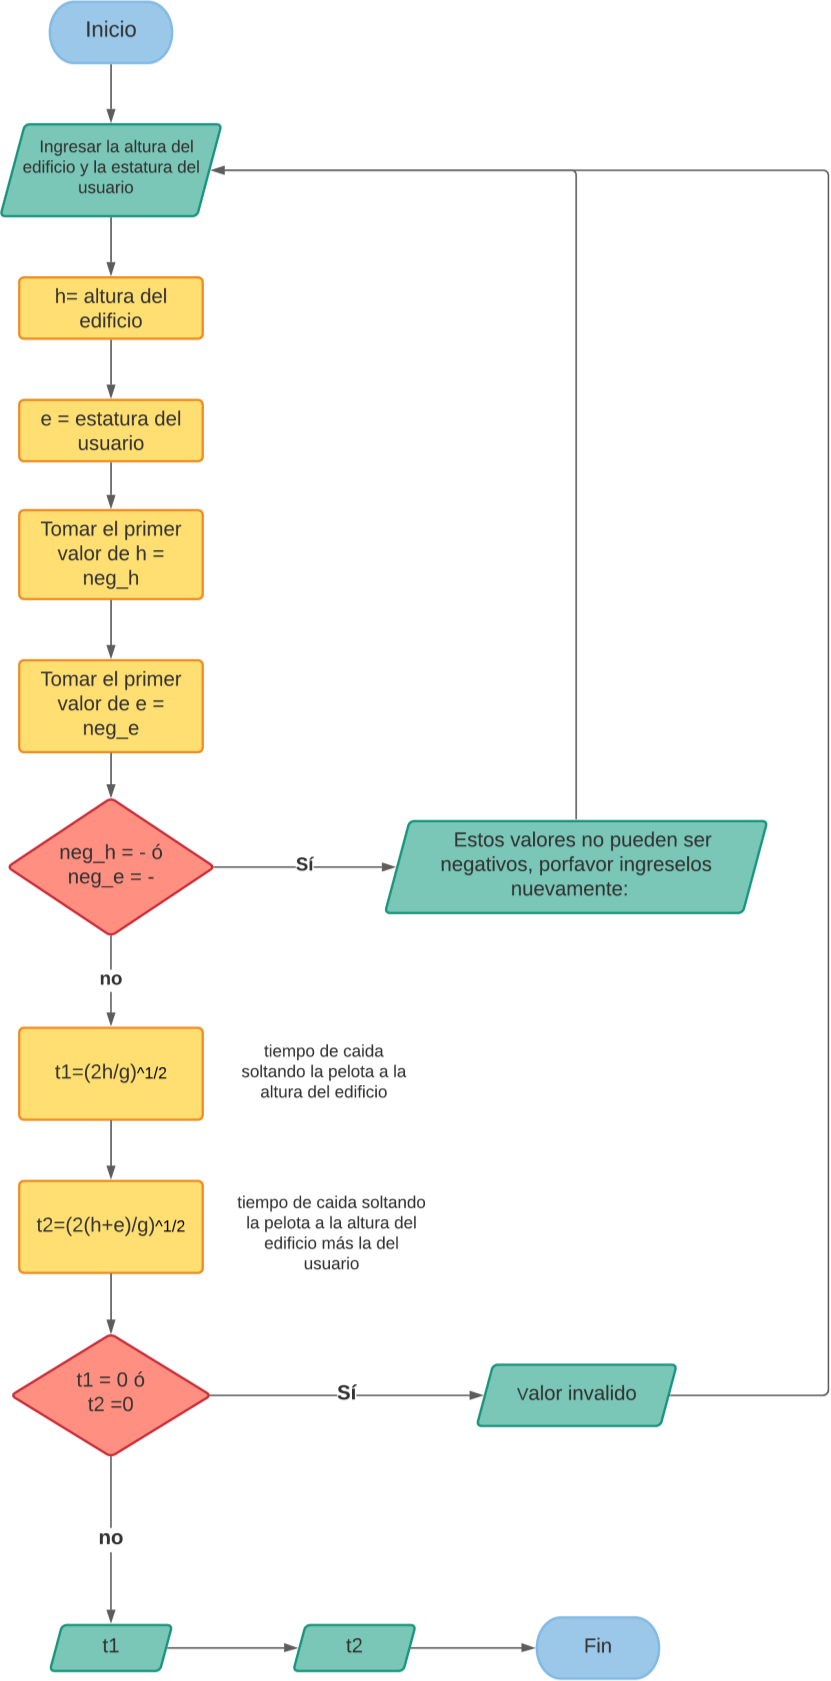 Inicio
Ingresar la altura del
edificio y la estatura del
usuario
h= altura del
edificio
e = estatura del
usuario
Tomar el primer
valor de h =
neg_h
Tomar el primer
valor de e =
neg_e
neg_h = - ó
neg_e = -
Sí
Estos valores no pueden ser
negativos, porfavor ingreselos
nuevamente:
no
t1=(2h/g)^1/2
tiempo de caida
soltando la pelota a la
altura del edificio
t2=(2(h+e)/g)^1/2
tiempo de caida soltando
la pelota a la altura del
edificio más la del
usuario
t1 = 0 ó
t2 =0
Sí
Valor invalido
no
t1
t2
Fin